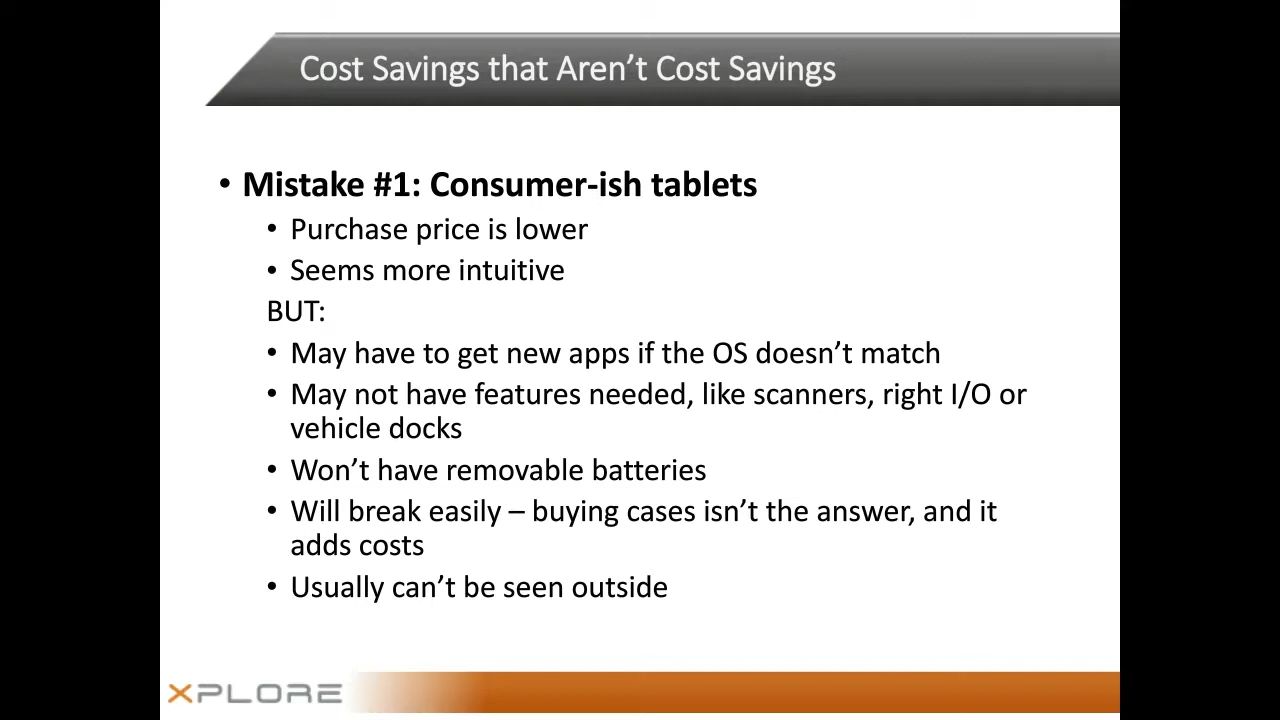 Cost Savings that Aren’t Cost Savings
• Mistake #1: Consumer-ish tablets
• Purchase price is lower
• Seems more intuitive
BUT:
• May have to get new apps if the OS doesn’t match
• May not have features needed, like scanners, right I/O or
vehicle docks
• Won’t have removable batteries
• Will break easily – buying cases isn’t the answer, and it
adds costs
• Usually can’t be seen outside
XPLORE